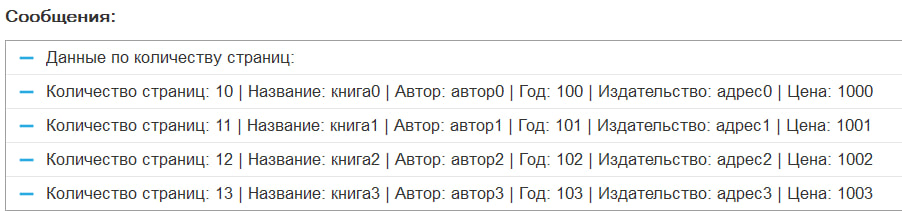 Сообщения:
Данные по количеству страниц:
Количество страниц: 10 | Название: книга0 | Автор: автор0 | Год: 100 | Издательство: адрес0 | Цена: 1000
Количество страниц: 11 | Название: книга1 | Автор: автор1 | Год: 101 | Издательство: адрес1 | Цена: 1001
Количество страниц: 12 | Название: книга2 | Автор: автор2 | Год: 102 | Издательство: адрес2 | Цена: 1002
Количество страниц: 13 | Название: книга3 | Автор: автор3 | Год: 103 | Издательство: адрес3 | Цена: 1003